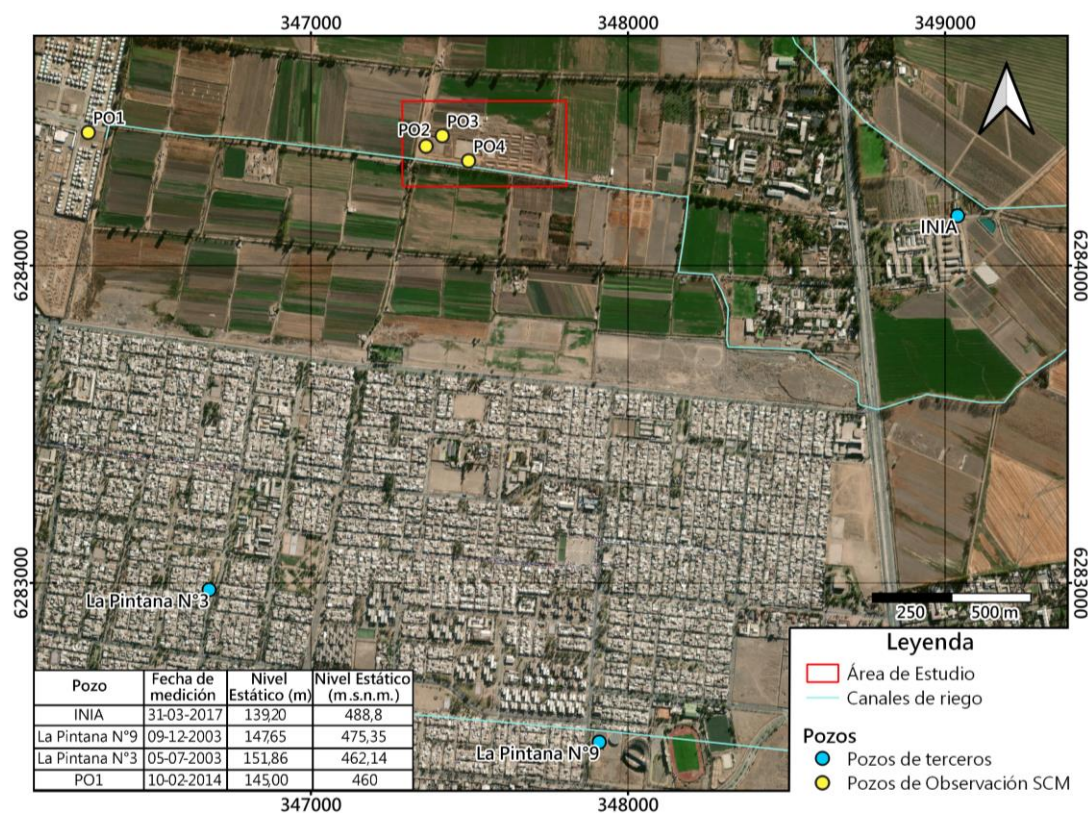 347000 348000 349000
PO1
PO3
PO2
PO4
INIA
6284000 6284000
6283000 6283000
La Pintana N°3
250 500 m
Leyenda
Área de Estudio
Canales de riego
Pozos
Pozos de terceros
Pozos de Observación SCM
Pozo Fecha de medición Nivel Estático (m) Nivel Estático (m.s.n.m.)
INIA 31-03-2017 139,20 488,8
La Pintana N°9 09-12-2003 147,65 475,35
La Pintana N°3 05-07-2003 151,86 462,14
PO1 10-02-2014 145,00 460
La Pintana N°9
347000 348000